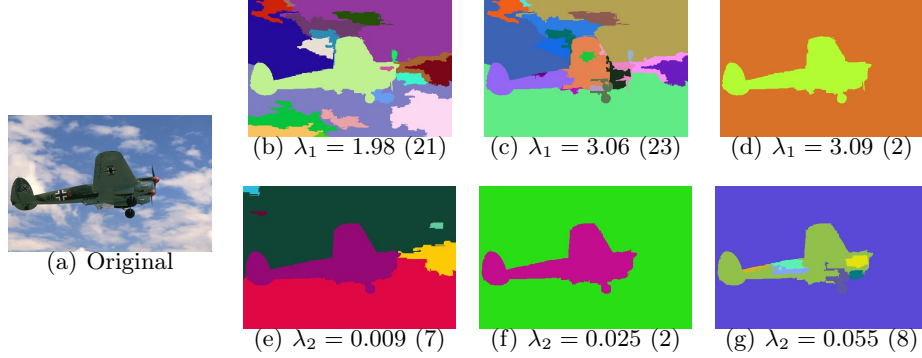 (b) λ₁ = 1.98 (21)
(c) λ₁ = 3.06 (23)
(d) λ₁ = 3.09 (2)
(a) Original
(e) λ₂ = 0.009 (7)
(f) λ₂ = 0.025 (2)
(g) λ₂ = 0.055 (8)